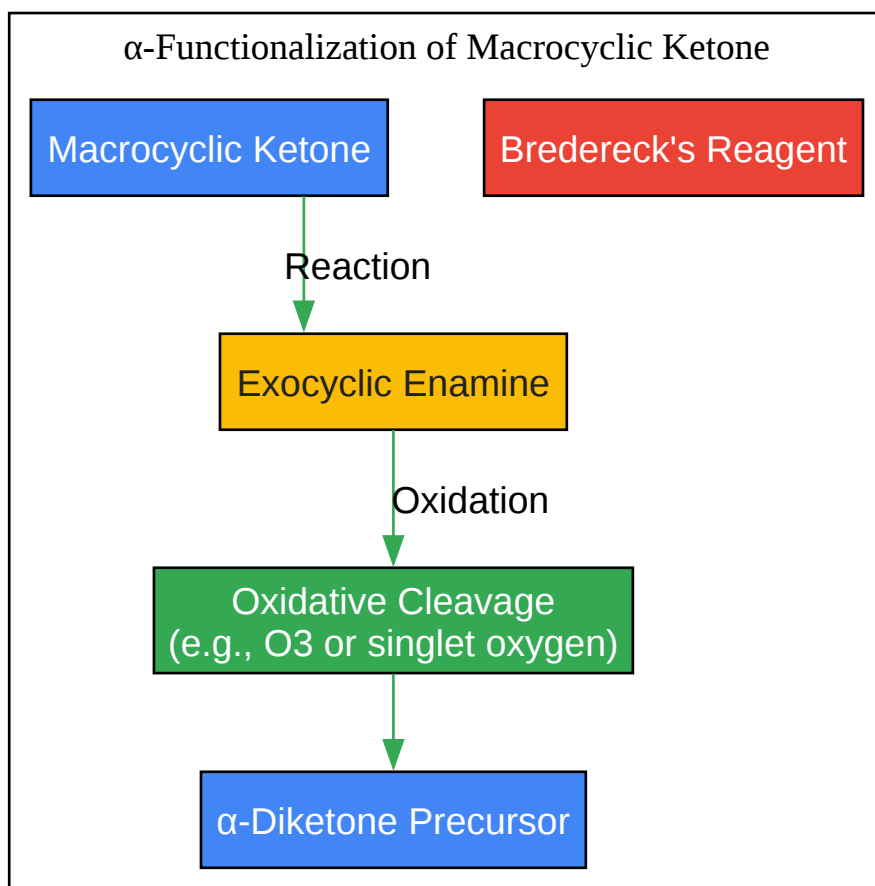 α-Functionalization of Macrocyclic Ketone
Macrocyclic Ketone
Bredereck's Reagent
Reaction
Exocyclic Enamine
Oxidation
Oxidative Cleavage
(e.g., O3 or singlet oxygen)
α-Diketone Precursor